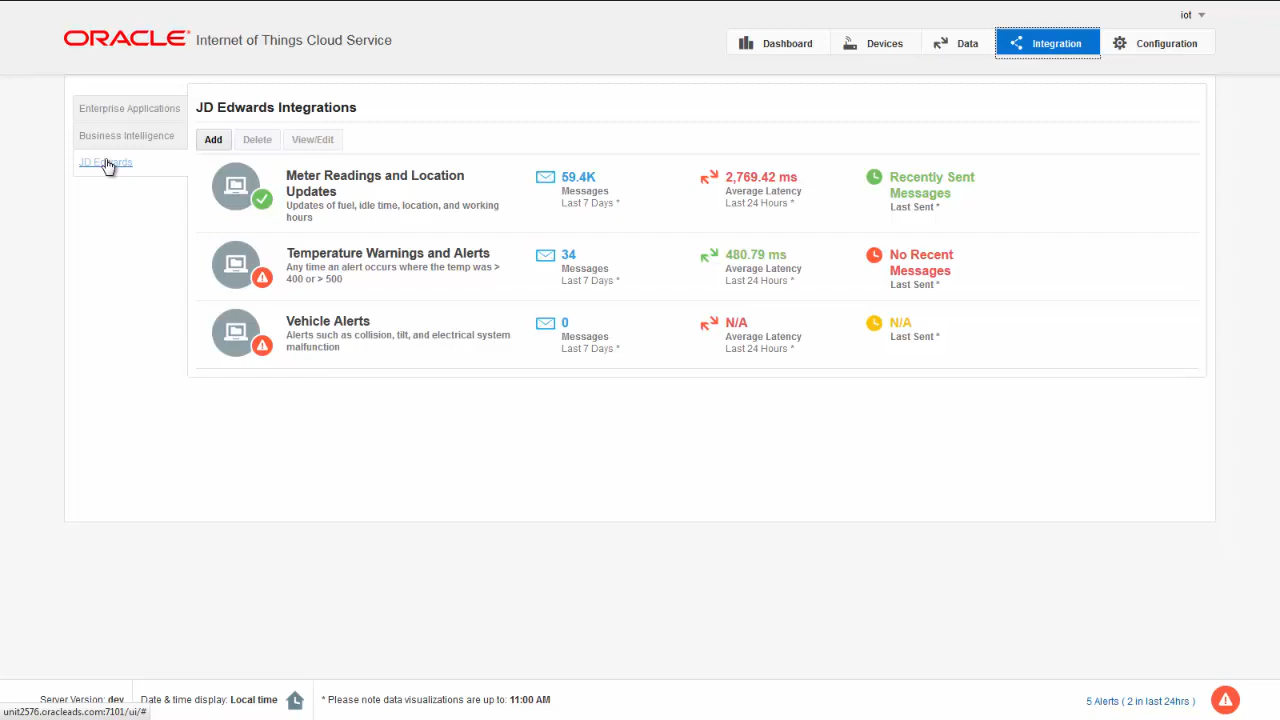 iot
ORACLE Internet of Things Cloud Service
Dashboard
Devices
Data
Integration
Configuration
Enterprise Applications
Business Intelligence
JD Edwards
JD Edwards Integrations
Add
Delete
View/Edit
Meter Readings and Location
Updates
Updates of fuel, idle time, location, and working
hours
59.4K
Messages
Last 7 Days *
2,769.42 ms
Average Latency
Last 24 Hours *
Recently Sent
Messages
Last Sent *
Temperature Warnings and Alerts
Any time an alert occurs where the temp was >
400 or > 500
34
Messages
Last 7 Days *
480.79 ms
Average Latency
Last 24 Hours *
No Recent
Messages
Last Sent *
Vehicle Alerts
Alerts such as collision, tilt, and electrical system
malfunction
0
Messages
Last 7 Days *
N/A
Average Latency
Last 24 Hours *
N/A
Last Sent *
Server Version: dev
Date & time display: Local time
* Please note data visualizations are up to: 11:00 AM
5 Alerts ( 2 in last 24hrs )
unit2576.oracleads.com:7101/ui/#